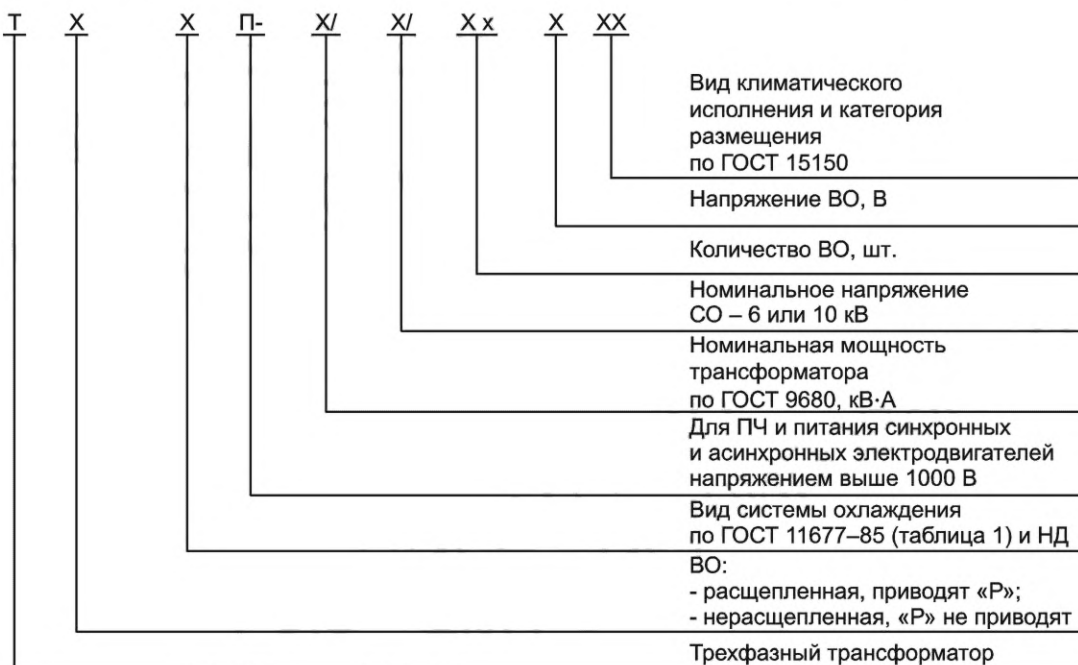 Т Х Х П- Х/ Х/ Х х Х ХХ
Вид климатического
исполнения и категория
размещения
по ГОСТ 15150
Напряжение ВО, В
Количество ВО, шт.
Номинальное напряжение
СО – 6 или 10 кВ
Номинальная мощность
трансформатора
по ГОСТ 9680, кВ·А
Для ПЧ и питания синхронных
и асинхронных электродвигателей
напряжением выше 1000 В
Вид системы охлаждения
по ГОСТ 11677–85 (таблица 1) и НД
ВО:
- расщепленная, приводят «Р»;
- нерасщепленная, «Р» не приводят
Трехфазный трансформатор